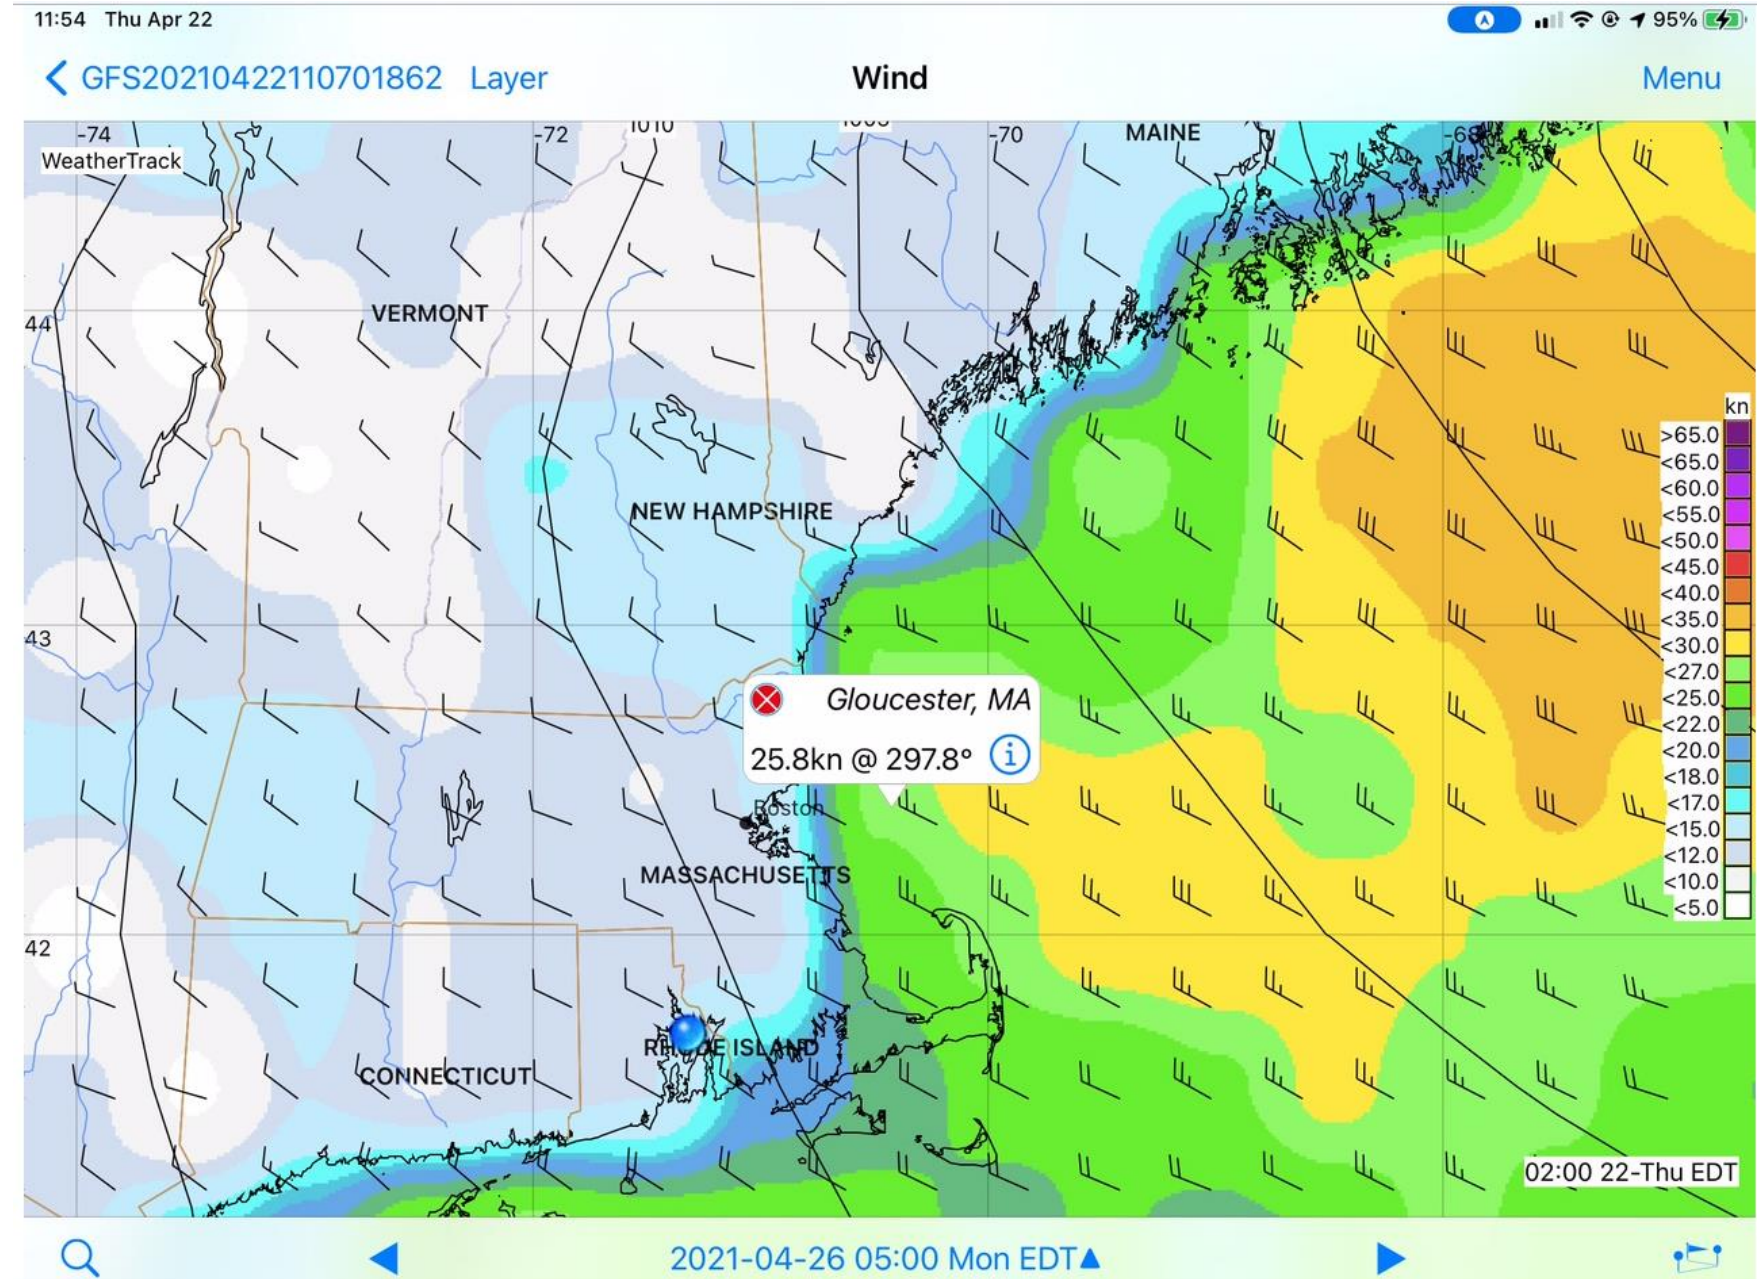 11:54 Thu Apr 22
95%
GFS20210422110701862 Layer Wind Menu
-74 -72 1010 1005 -70 MAINE -68
WeatherTrack
VERMONT
44
kn
>65.0
<65.0
<60.0
<55.0
<50.0
<45.0
<40.0
<35.0
<30.0
<27.0
<25.0
<22.0
<20.0
<18.0
<17.0
<15.0
<12.0
<10.0
<5.0
NEW HAMPSHIRE
43
Gloucester, MA
25.8kn @ 297.8°
Boston
MASSACHUSETTS
42
RHODE ISLAND
CONNECTICUT
02:00 22-Thu EDT
2021-04-26 05:00 Mon EDT▲